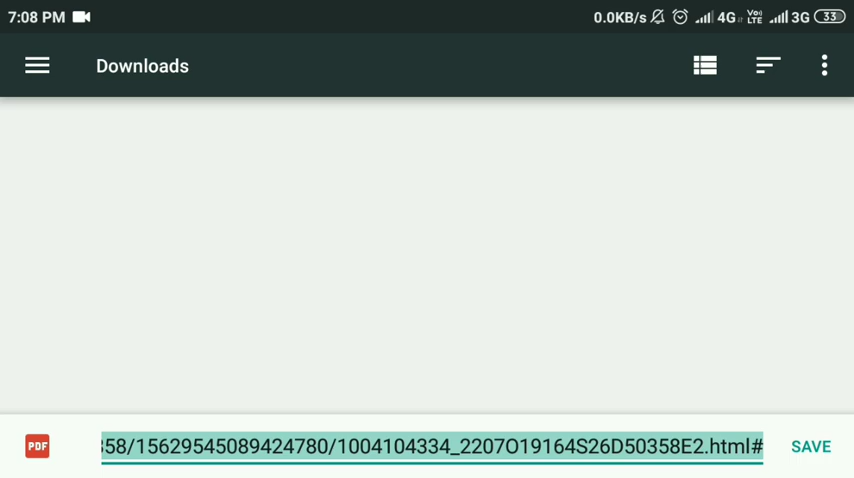 7:08 PM 0.0KB/s 4G Vo) LTE 3G 33
Downloads
PDF 358/15629545089424780/1004104334_2207O19164S26D50358E2.html# SAVE